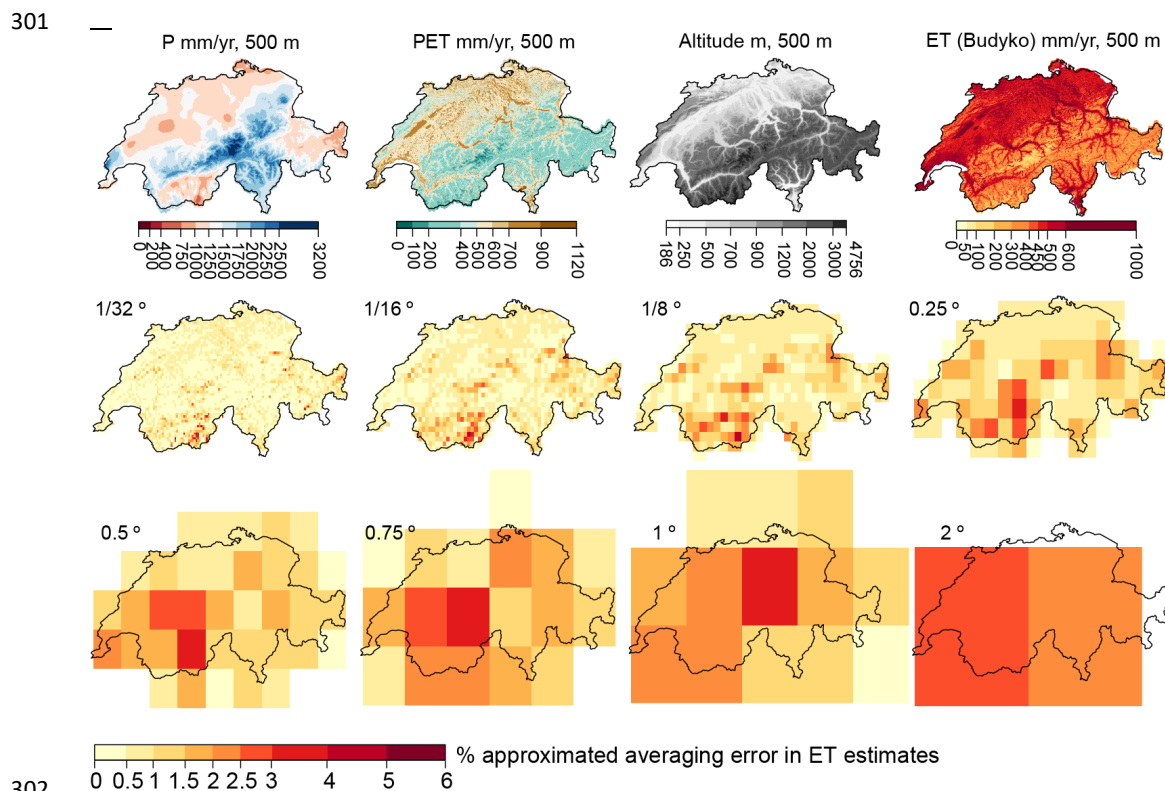 301
P mm/yr, 500 m PET mm/yr, 500 m Altitude m, 500 m ET (Budyko) mm/yr, 500 m
0 200 400 750 1000 1250 1500 1750 2000 2250 2500 3200 0 100 200 400 500 600 700 900 1120 186 250 500 700 900 1200 2000 3000 4756 0 50 100 200 300 400 450 500 600 1000
1/32 º 1/16 º 1/8 º 0.25 º
0.5 º 0.75 º 1 º 2 º
% approximated averaging error in ET estimates
0 0.5 1 1.5 2 2.5 3 4 5 6
302